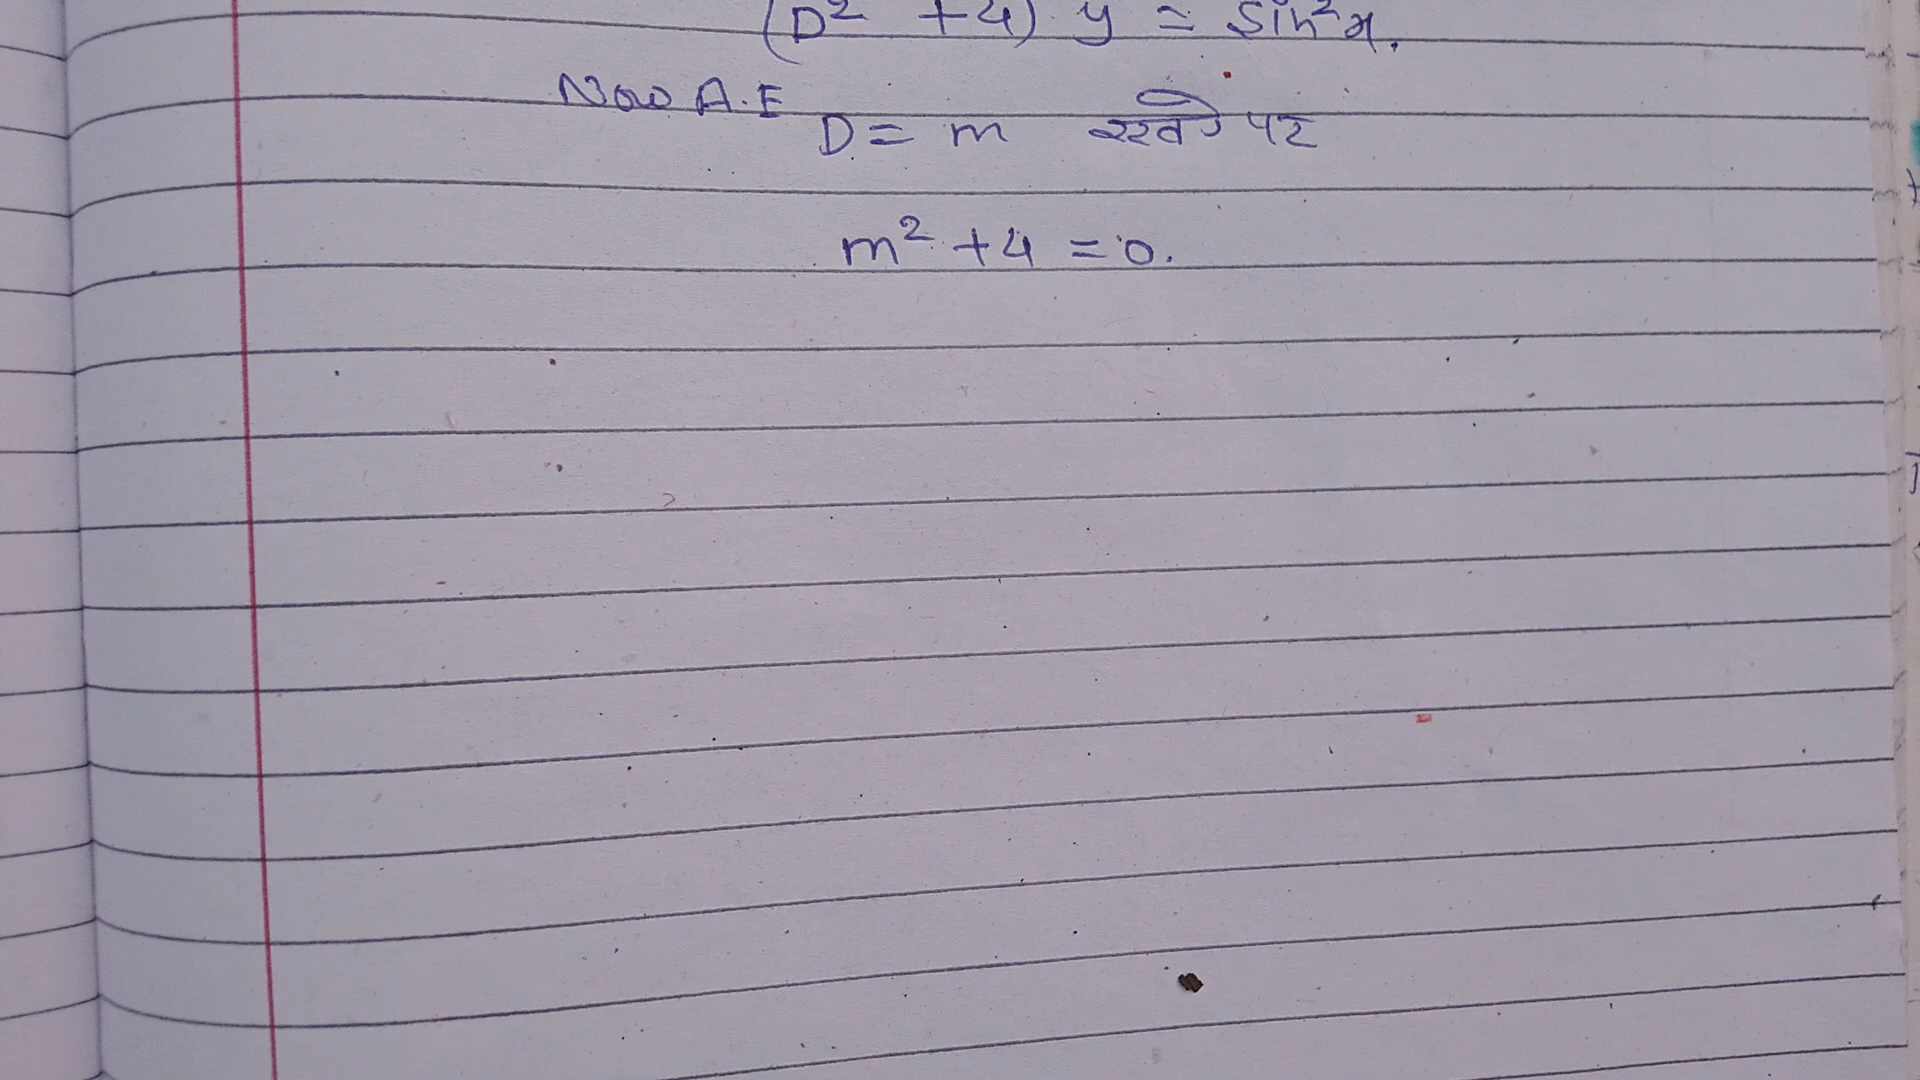 (D² +4) y = Sin²x.
Now A.E
D = m रखने पर
m² +4 = 0.